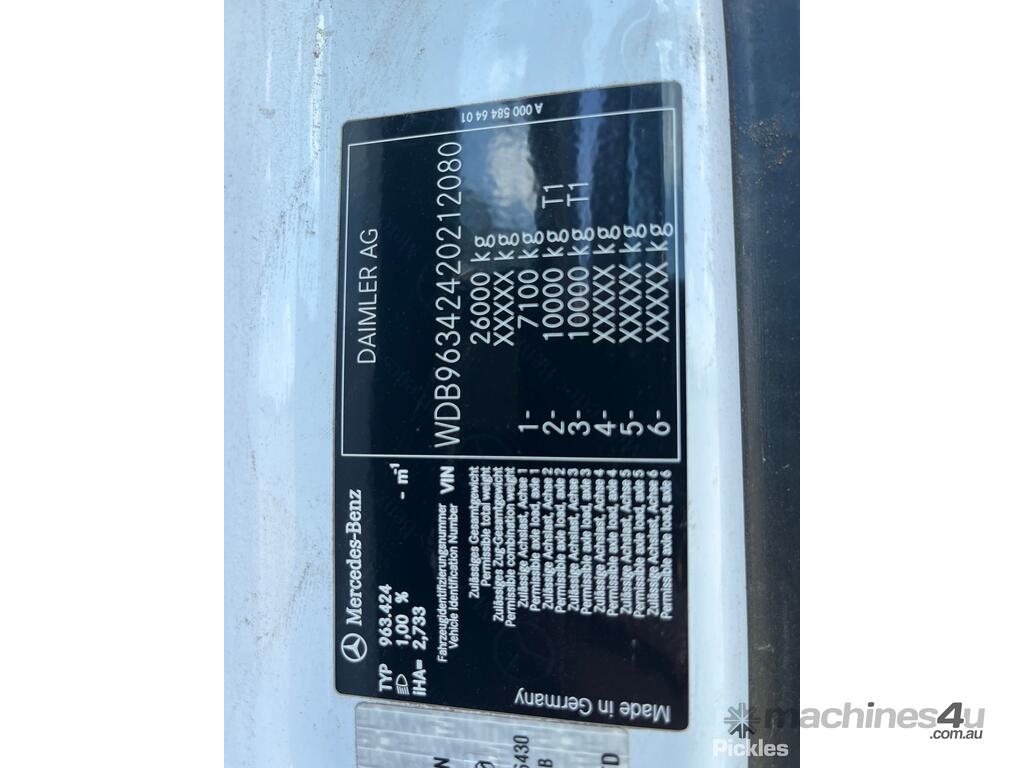 Mercedes-Benz
TYP 963.424
1,00 %
iHA= 2,733
- m-1
DAIMLER AG
A 000 584 64 01
Fahrzeugidentifizierungsnummer
Vehicle Identification Number VIN WDB96342420212080
Zulässiges Gesamtgewicht
Permissible total weight 26000 kg
Zulässiges Zug-Gesamtgewicht
Permissible combination weight XXXXX kg
Zulässige Achslast, Achse 1
Permissible axle load, axle 1 1- 7100 kg
Zulässige Achslast, Achse 2
Permissible axle load, axle 2 2- 10000 kg T1
Zulässige Achslast, Achse 3
Permissible axle load, axle 3 3- 10000 kg T1
Zulässige Achslast, Achse 4
Permissible axle load, axle 4 4- XXXXX kg
Zulässige Achslast, Achse 5
Permissible axle load, axle 5 5- XXXXX kg
Zulässige Achslast, Achse 6
Permissible axle load, axle 6 6- XXXXX kg
Made in Germany
6430
machines4u
.com.au
Pickles